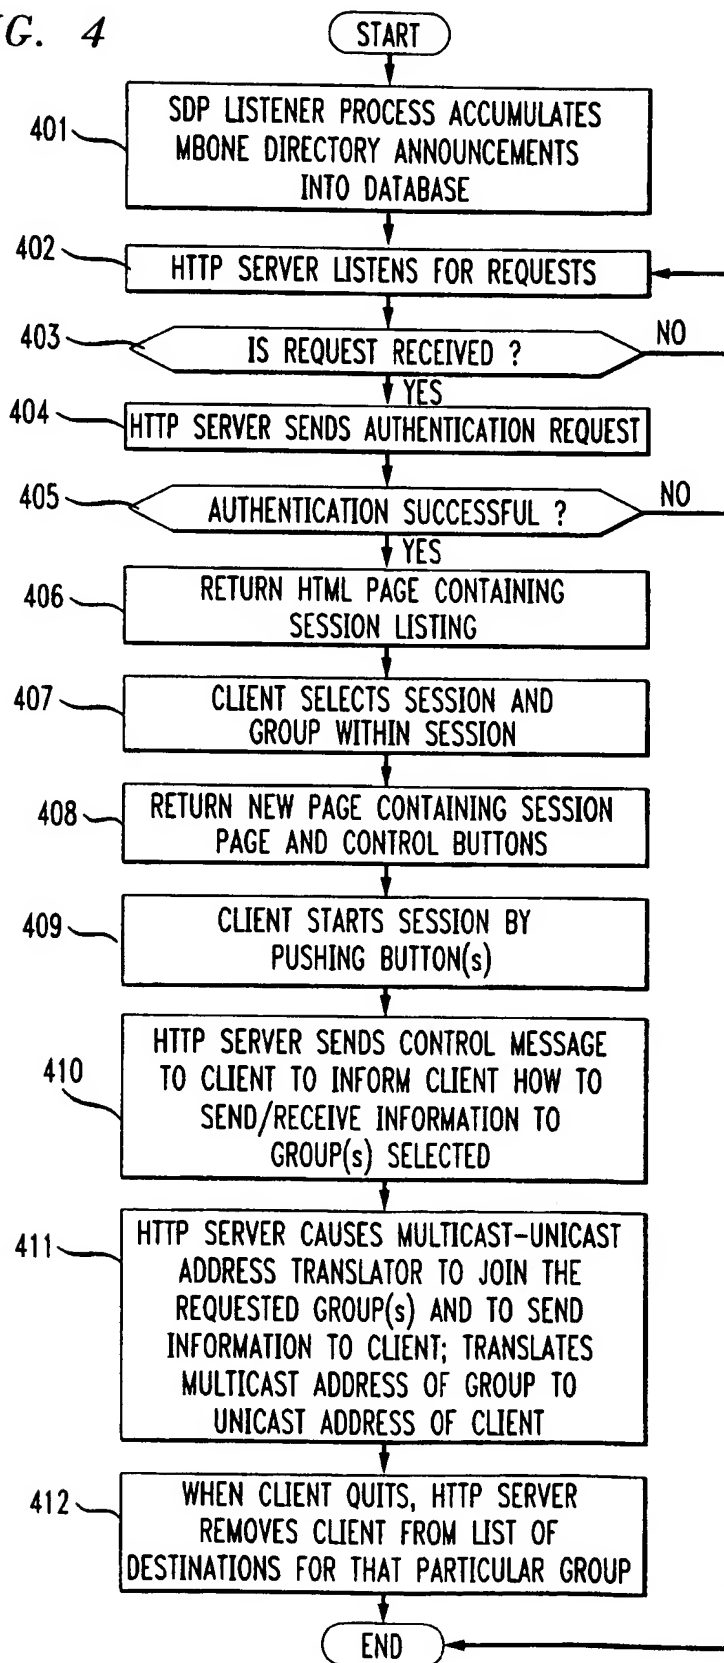 IG. 4
START
401
SDP LISTENER PROCESS ACCUMULATES
MBONE DIRECTORY ANNOUNCEMENTS
INTO DATABASE
402
HTTP SERVER LISTENS FOR REQUESTS
403
IS REQUEST RECEIVED ?
NO
YES
404
HTTP SERVER SENDS AUTHENTICATION REQUEST
405
AUTHENTICATION SUCCESSFUL ?
NO
YES
406
RETURN HTML PAGE CONTAINING
SESSION LISTING
407
CLIENT SELECTS SESSION AND
GROUP WITHIN SESSION
408
RETURN NEW PAGE CONTAINING SESSION
PAGE AND CONTROL BUTTONS
409
CLIENT STARTS SESSION BY
PUSHING BUTTON(s)
410
HTTP SERVER SENDS CONTROL MESSAGE
TO CLIENT TO INFORM CLIENT HOW TO
SEND/RECEIVE INFORMATION TO
GROUP(s) SELECTED
411
HTTP SERVER CAUSES MULTICAST-UNICAST
ADDRESS TRANSLATOR TO JOIN THE
REQUESTED GROUP(s) AND TO SEND
INFORMATION TO CLIENT; TRANSLATES
MULTICAST ADDRESS OF GROUP TO
UNICAST ADDRESS OF CLIENT
412
WHEN CLIENT QUITS, HTTP SERVER
REMOVES CLIENT FROM LIST OF
DESTINATIONS FOR THAT PARTICULAR GROUP
END